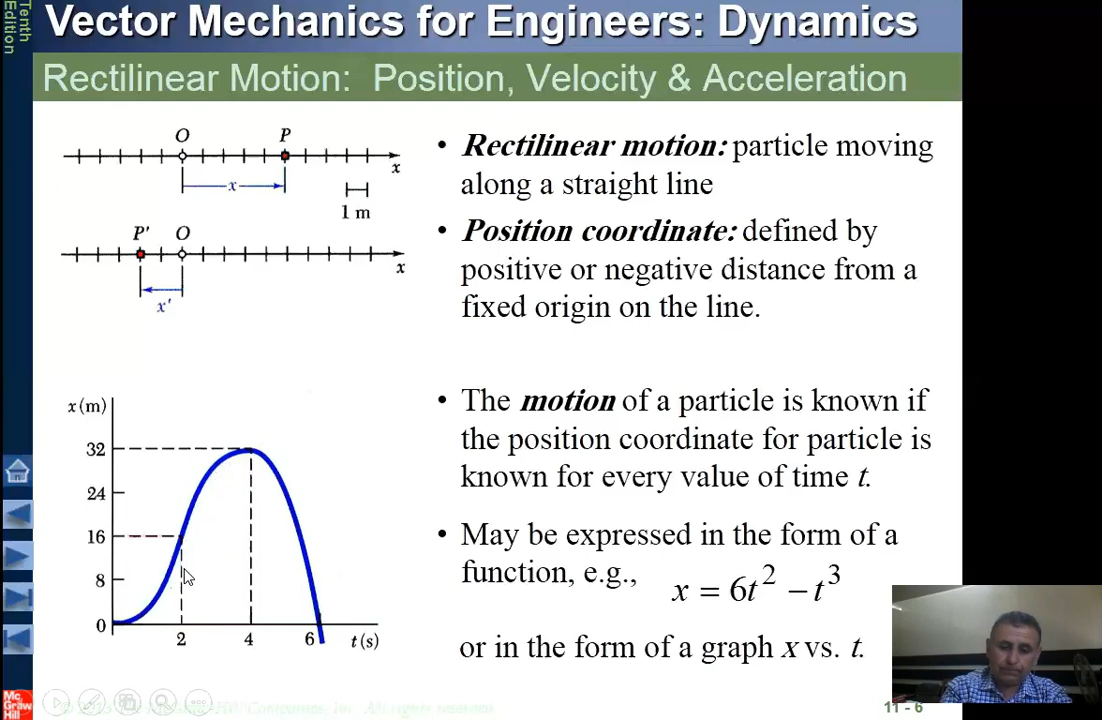 Tenth
Edition
Vector Mechanics for Engineers: Dynamics
Rectilinear Motion: Position, Velocity & Acceleration
O P
x
x
1 m
P' O
x
x'
• Rectilinear motion: particle moving
along a straight line
• Position coordinate: defined by
positive or negative distance from a
fixed origin on the line.
x (m)
32
24
16
8
0
2 4 6 t (s)
• The motion of a particle is known if
the position coordinate for particle is
known for every value of time t.
• May be expressed in the form of a
function, e.g., x = 6t² − t³
or in the form of a graph x vs. t.
Mc
Graw
Hill
11 - 6